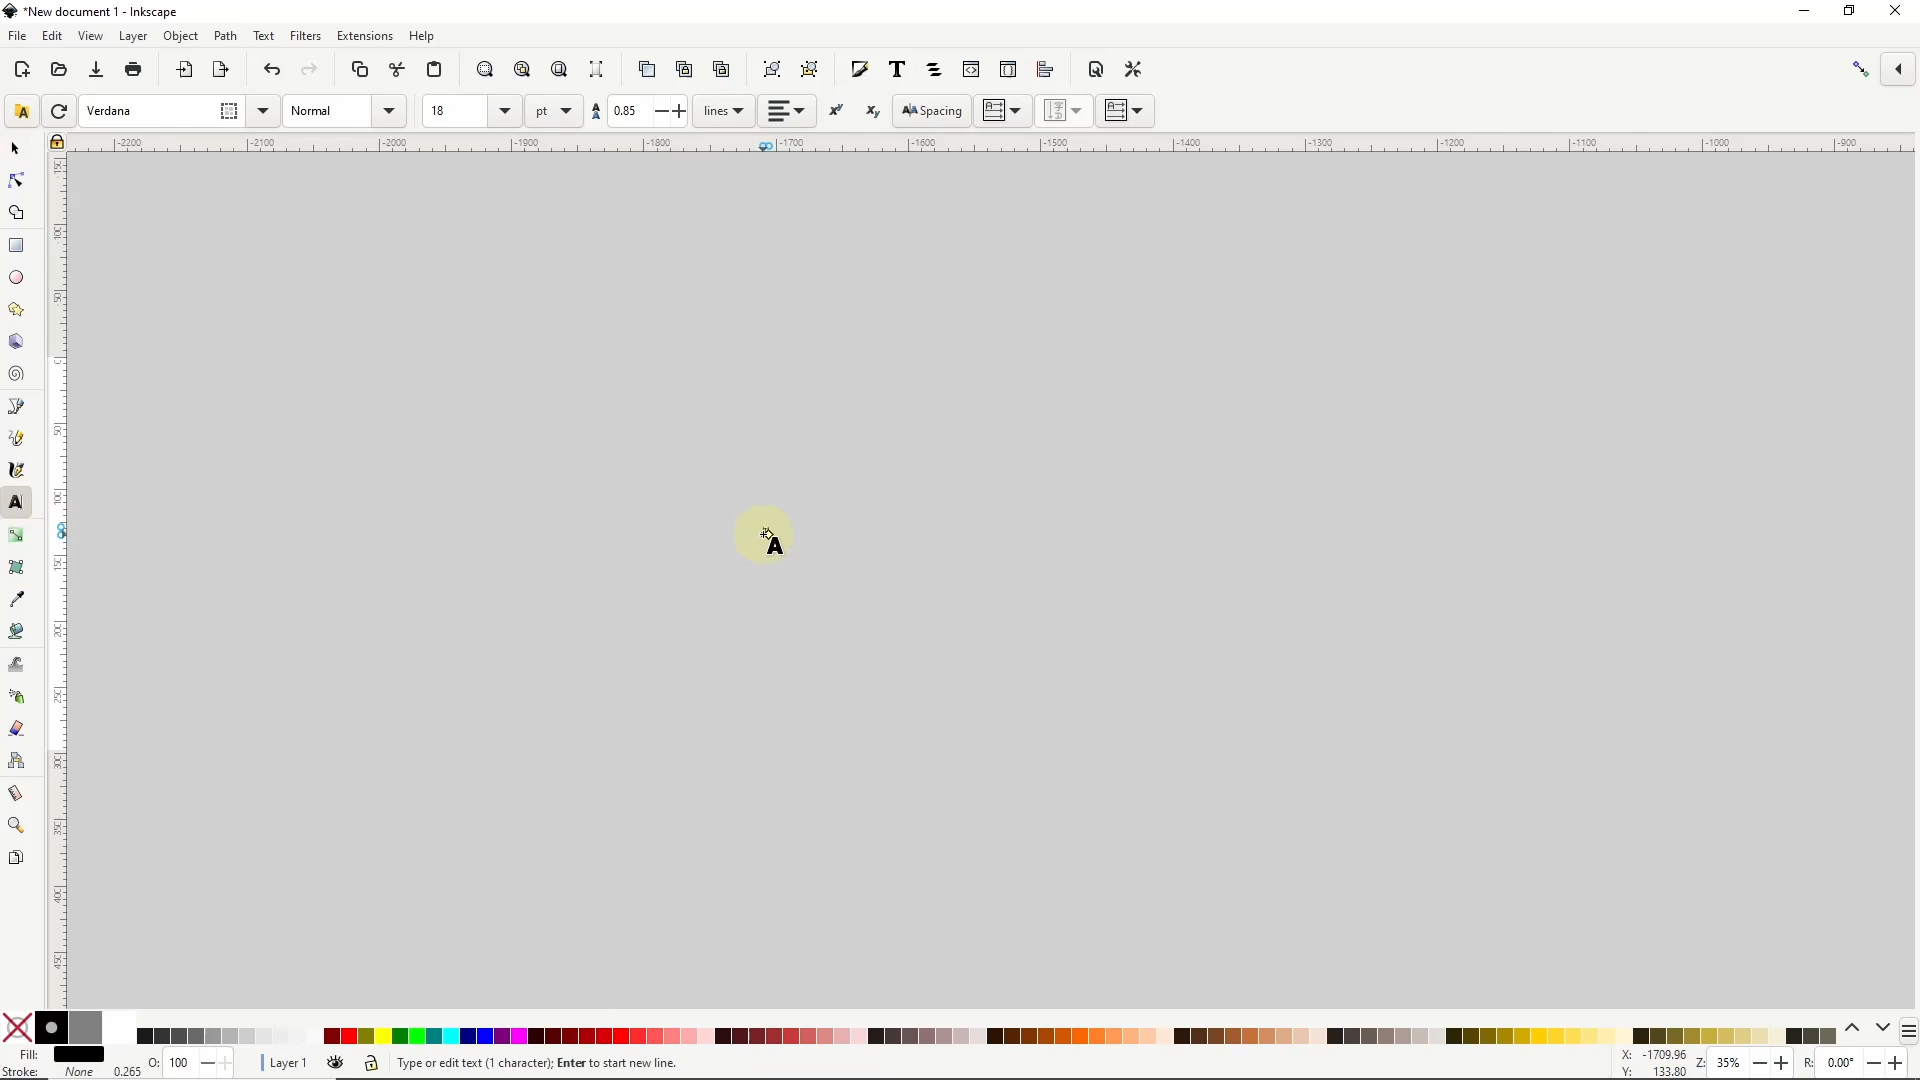 *New document 1 - Inkscape
File Edit View Layer Object Path Text Filters Extensions Help
Verdana Normal 18 pt 0.85 lines Spacing
-2200 -2100 -2000 -1900 -1800 -1700 -1600 -1500 -1400 -1300 -1200 -1100 -1000 -900
Fill: O: 100 Layer 1 Type or edit text (1 character); Enter to start new line. X: -1709.96 Z: 35% R: 0.00°
Stroke: None 0.265 Y: 133.80